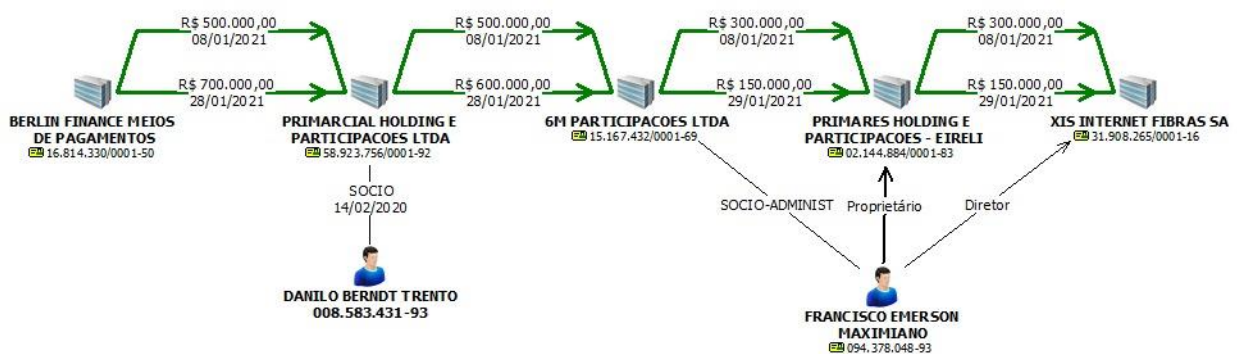 R$ 500.000,00
08/01/2021
R$ 500.000,00
08/01/2021
R$ 300.000,00
08/01/2021
R$ 300.000,00
08/01/2021
R$ 700.000,00
28/01/2021
R$ 600.000,00
28/01/2021
R$ 150.000,00
29/01/2021
R$ 150.000,00
29/01/2021
BERLIN FINANCE MEIOS
DE PAGAMENTOS
16.814.330/0001-50
PRIMARCIAL HOLDING E
PARTICIPACOES LTDA
58.923.756/0001-92
6M PARTICIPACOES LTDA
15.167.432/0001-69
PRIMARES HOLDING E
PARTICIPACOES - EIRELI
02.144.884/0001-83
XIS INTERNET FIBRAS SA
31.908.265/0001-16
SOCIO
14/02/2020
SOCIO-ADMINIST
Proprietário
Diretor
DANILO BERNDT TRENTO
008.583.431-93
FRANCISCO EMERSON
MAXIMIANO
094.378.048-93